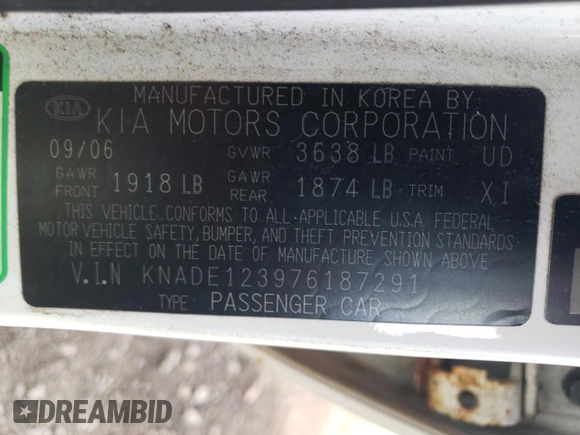 KIA
MANUFACTURED IN KOREA BY
KIA MOTORS CORPORATION
09/06 GVWR 3638 LB PAINT UD
GAWR FRONT 1918 LB GAWR REAR 1874 LB TRIM XI
THIS VEHICLE CONFORMS TO ALL APPLICABLE U.S.A. FEDERAL
MOTOR VEHICLE SAFETY, BUMPER, AND THEFT PREVENTION STANDARDS
IN EFFECT ON THE DATE OF MANUFACTURE SHOWN ABOVE
V.I.N KNADE123976187291
TYPE: PASSENGER CAR
DREAMBID